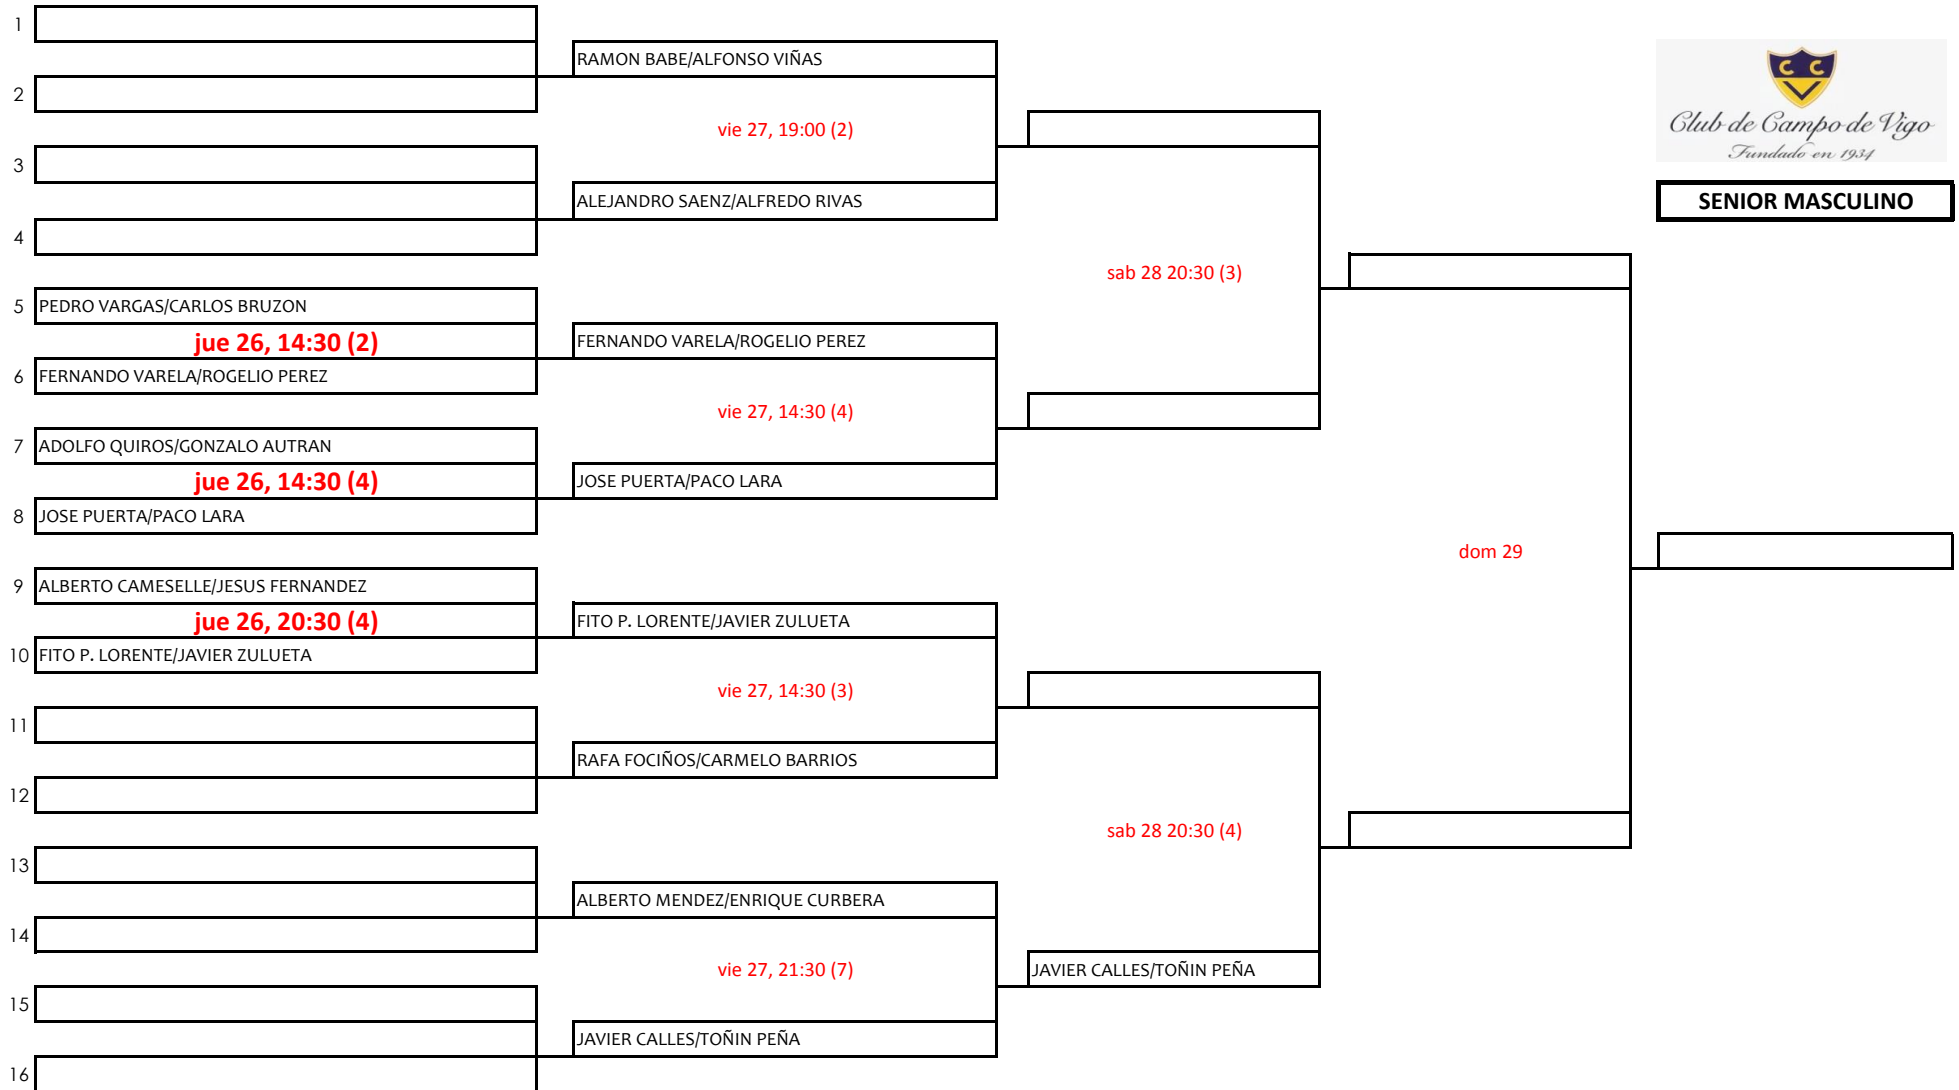 1
RAMON BABE/ALFONSO VIÑAS
C C
V
2
vie 27, 19:00 (2)
Club de Campo de Vigo
Fundado en 1934
3
ALEJANDRO SAENZ/ALFREDO RIVAS
SENIOR MASCULINO
4
sab 28 20:30 (3)
5 PEDRO VARGAS/CARLOS BRUZON
jue 26, 14:30 (2)
FERNANDO VARELA/ROGELIO PEREZ
6 FERNANDO VARELA/ROGELIO PEREZ
vie 27, 14:30 (4)
7 ADOLFO QUIROS/GONZALO AUTRAN
jue 26, 14:30 (4)
JOSE PUERTA/PACO LARA
8 JOSE PUERTA/PACO LARA
dom 29
9 ALBERTO CAMESELLE/JESUS FERNANDEZ
jue 26, 20:30 (4)
FITO P. LORENTE/JAVIER ZULUETA
10 FITO P. LORENTE/JAVIER ZULUETA
vie 27, 14:30 (3)
11
RAFA FOCIÑOS/CARMELO BARRIOS
12
sab 28 20:30 (4)
13
ALBERTO MENDEZ/ENRIQUE CURBERA
14
vie 27, 21:30 (7)
JAVIER CALLES/TOÑIN PEÑA
15
JAVIER CALLES/TOÑIN PEÑA
16